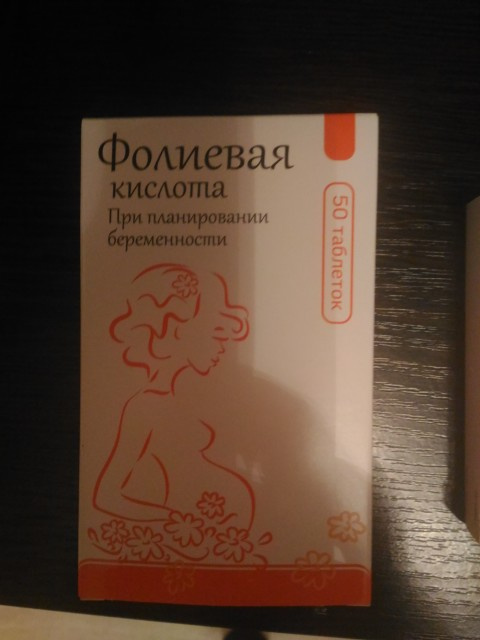 Фолиевая
кислота
При планировании
беременности
50 таблеток